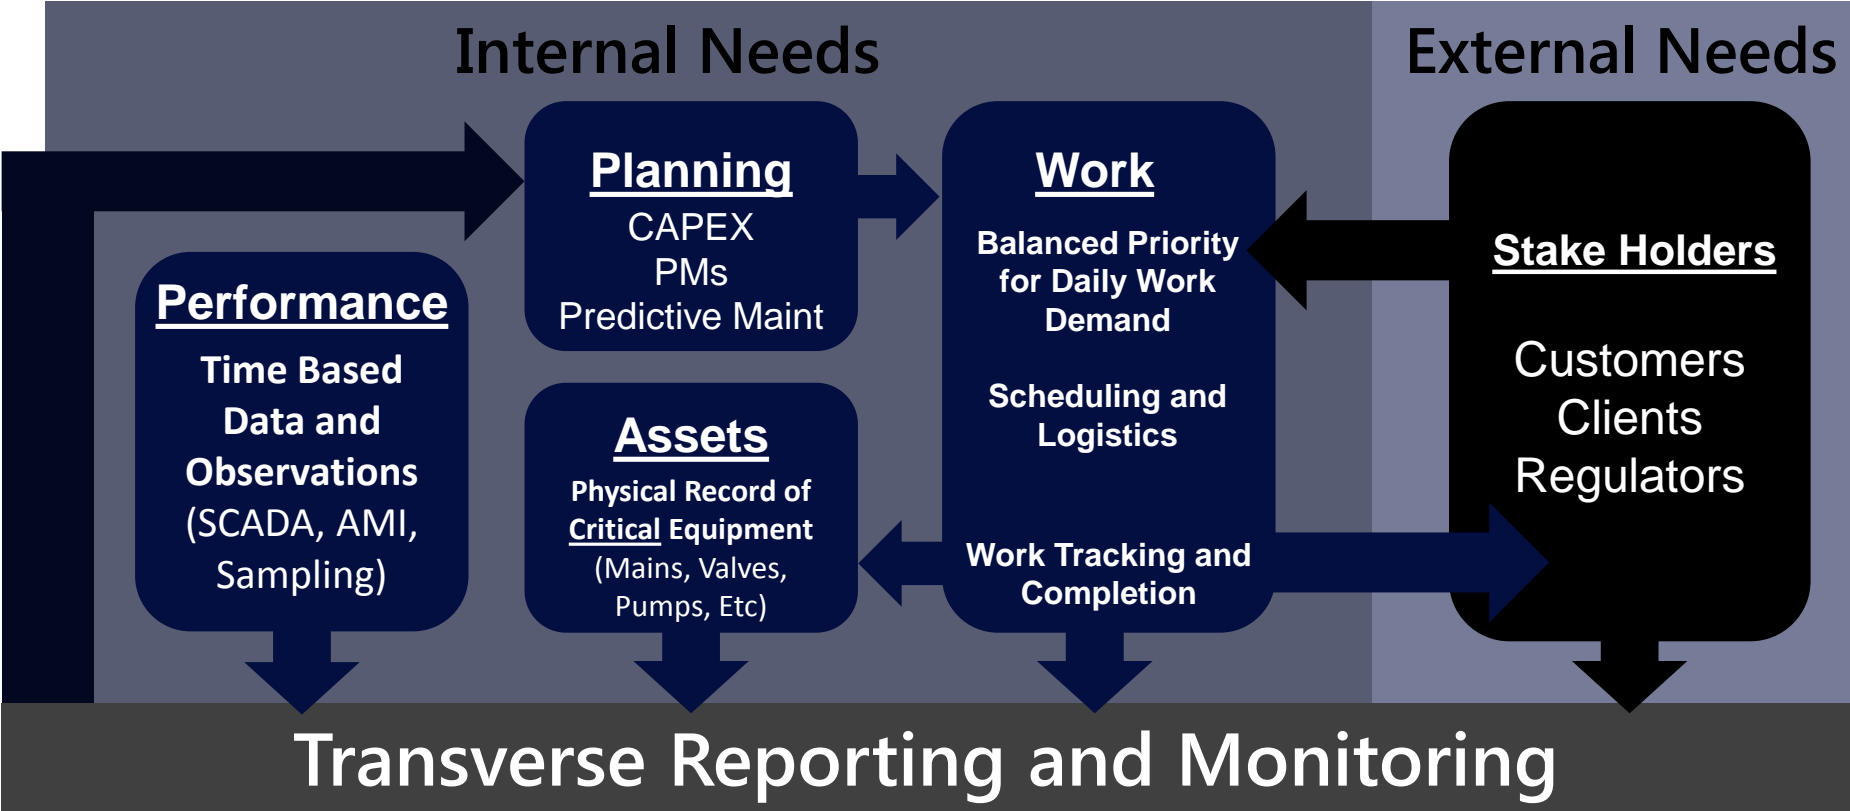 Internal Needs
External Needs
Performance
Time Based
Data and
Observations
(SCADA, AMI,
Sampling)
Planning
CAPEX
PMs
Predictive Maint
Assets
Physical Record of
Critical Equipment
(Mains, Valves,
Pumps, Etc)
Work
Balanced Priority
for Daily Work
Demand
Scheduling and
Logistics
Work Tracking and
Completion
Stake Holders
Customers
Clients
Regulators
Transverse Reporting and Monitoring